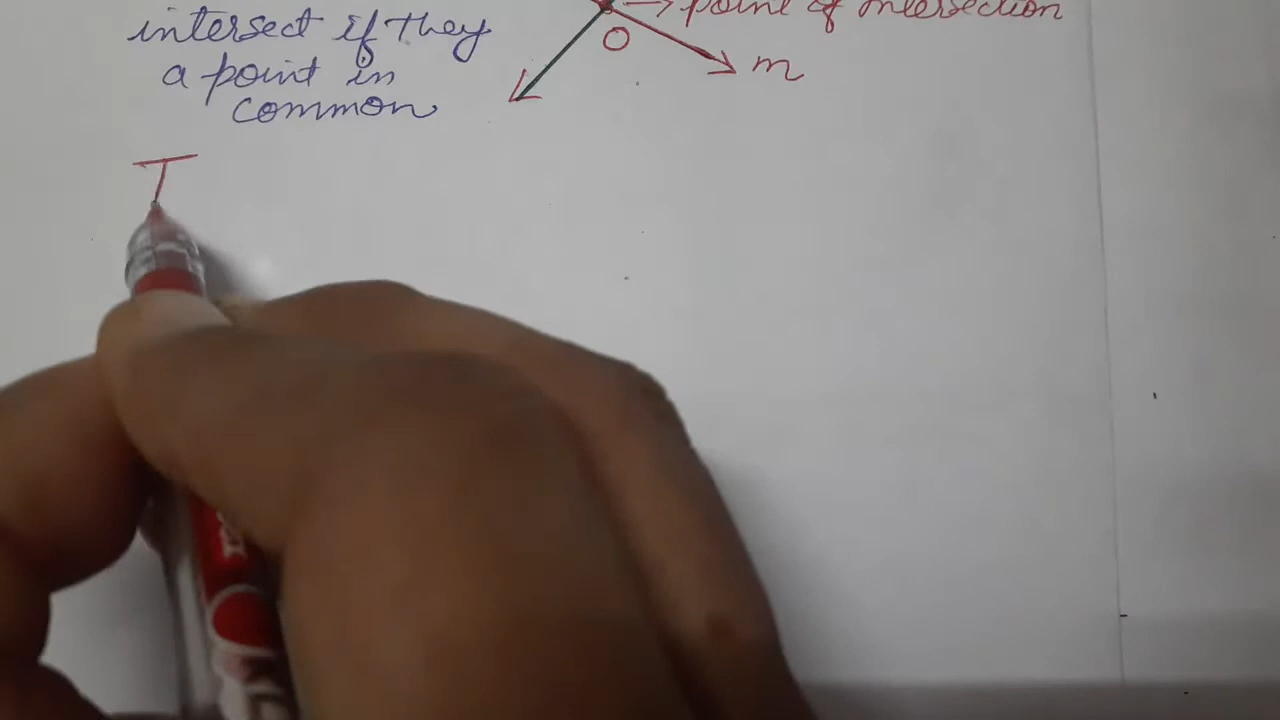 intersect if they
a point in
common
→ point of intersection
O
m
T